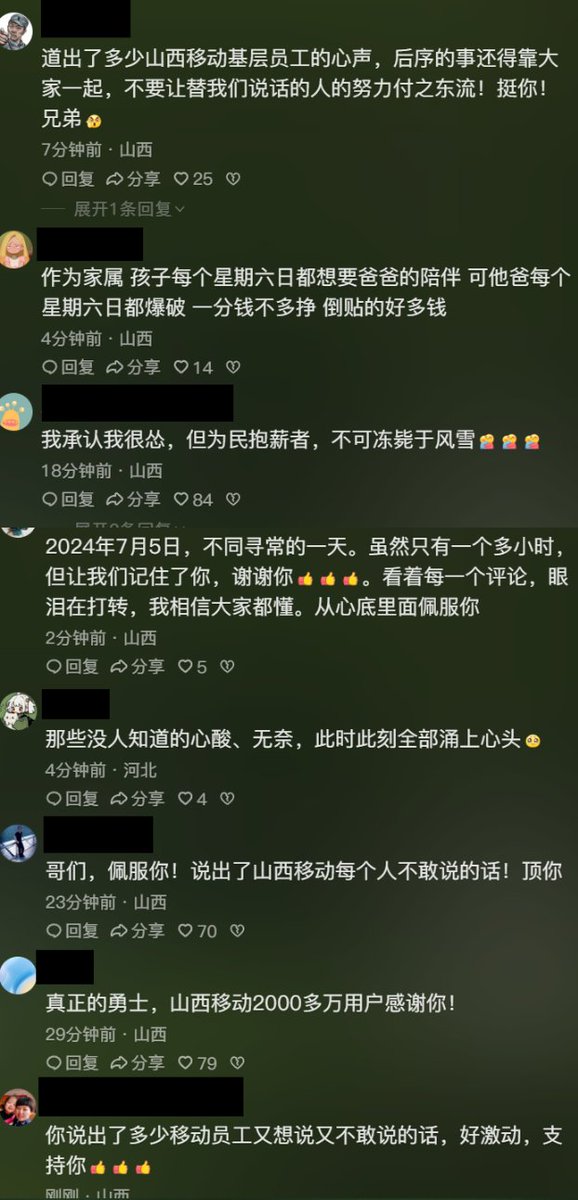 道出了多少山西移动基层员工的心声，后序的事还得靠大
家一起，不要让替我们说话的人的努力付之东流！挺你！
兄弟
7分钟前 · 山西
回复 分享 25
展开1条回复
作为家属 孩子每个星期六日都想要爸爸的陪伴 可他爸每个
星期六日都爆破 一分钱不多挣 倒贴的好多钱
4分钟前 · 山西
回复 分享 14
我承认我很怂，但为民抱薪者，不可冻毙于风雪
18分钟前 · 山西
回复 分享 84
2024年7月5日，不同寻常的一天。虽然只有一个多小时，
但让我们记住了你，谢谢你👍👍👍。看着每一个评论，眼
泪在打转，我相信大家都懂。从心底里面佩服你
2分钟前 · 山西
回复 分享 5
那些没人知道的心酸、无奈，此时此刻全部涌上心头🥺
4分钟前 · 河北
回复 分享 4
哥们，佩服你！说出了山西移动每个人不敢说的话！顶你
23分钟前 · 山西
回复 分享 70
真正的勇士，山西移动2000多万用户感谢你！
29分钟前 · 山西
回复 分享 79
你说出了多少移动员工又想说又不敢说的话，好激动，支
持你👍👍👍
刚刚 · 山西